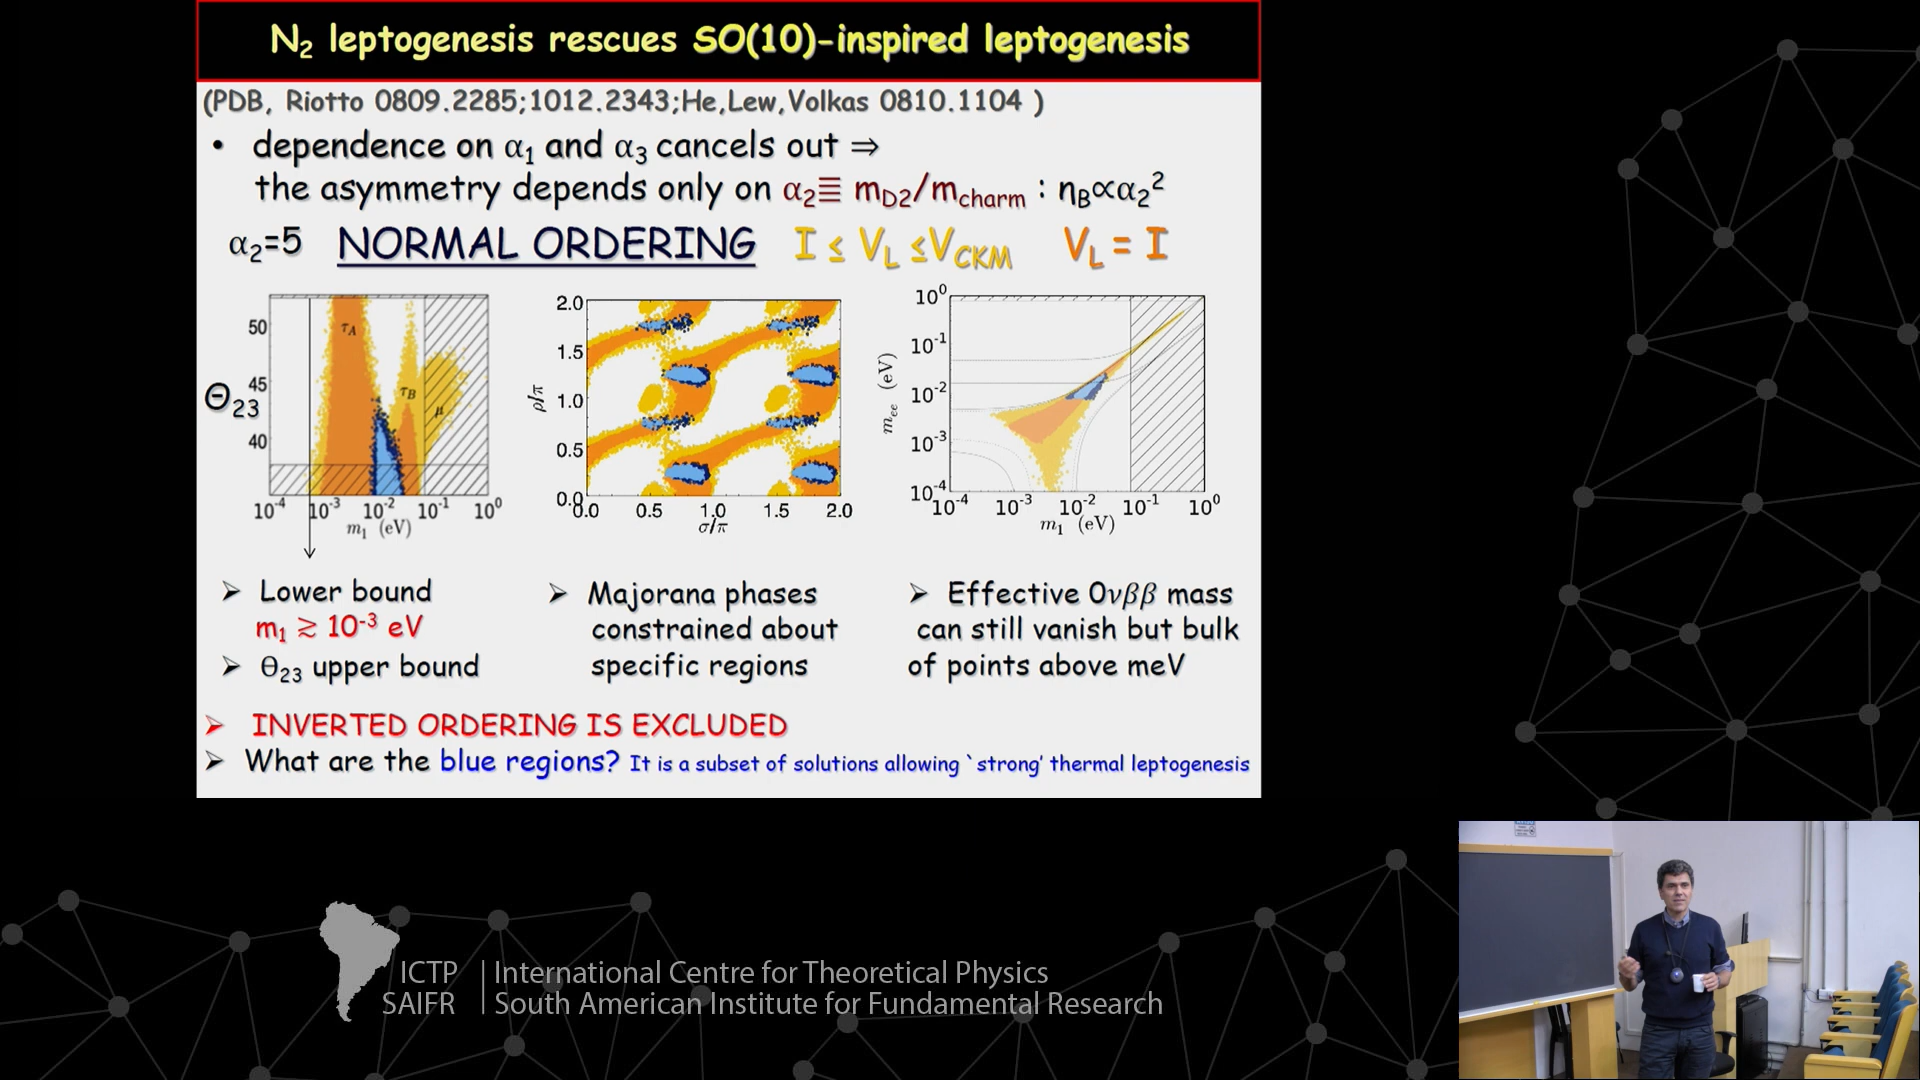 N₂ leptogenesis rescues SO(10)-inspired leptogenesis
(PDB, Riotto 0809.2285;1012.2343;He,Lew,Volkas 0810.1104 )
• dependence on α₁ and α₃ cancels out ⇒
the asymmetry depends only on α₂≣ m_D2/m_charm : η_B∝α₂²
α₂=5 NORMAL ORDERING I ≤ V_L ≤V_CKM V_L = I
Θ₂₃
50
45
40
τ_A
τ_B
μ
10⁻⁴ 10⁻³ 10⁻² 10⁻¹ 10⁰
m₁ (eV)
ρ/π
2.0
1.5
1.0
0.5
0.0
0.0 0.5 1.0 1.5 2.0
σ/π
m_ee (eV)
10⁰
10⁻¹
10⁻²
10⁻³
10⁻⁴
10⁻⁴ 10⁻³ 10⁻² 10⁻¹ 10⁰
m₁ (eV)
➢ Lower bound
m₁ ≳ 10⁻³ eV
➢ Θ₂₃ upper bound
➢ Majorana phases
constrained about
specific regions
➢ Effective 0νββ mass
can still vanish but bulk
of points above meV
➢ INVERTED ORDERING IS EXCLUDED
➢ What are the blue regions? It is a subset of solutions allowing `strong' thermal leptogenesis
ICTP | International Centre for Theoretical Physics
SAIFR | South American Institute for Fundamental Research